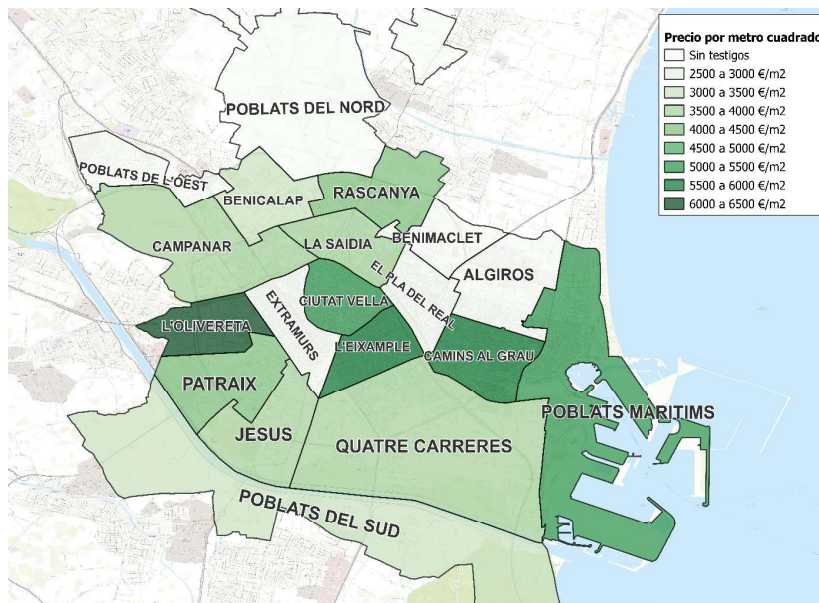 Precio por metro cuadrado
Sin testigos
2500 a 3000 €/m2
3000 a 3500 €/m2
3500 a 4000 €/m2
4000 a 4500 €/m2
4500 a 5000 €/m2
5000 a 5500 €/m2
5500 a 6000 €/m2
6000 a 6500 €/m2
POBLATS DEL NORD
POBLATS DE L'OEST
BENICALAP
RASCANYA
CAMPANAR
LA SAIDIA
BENIMACLET
ALGIROS
EL PLA DEL REAL
CIUTAT VELLA
EXTRAMURS
L'OLIVERETA
L'EIXAMPLE
CAMINS AL GRAU
PATRAIX
POBLATS MARITIMS
JESUS
QUATRE CARRERES
POBLATS DEL SUD